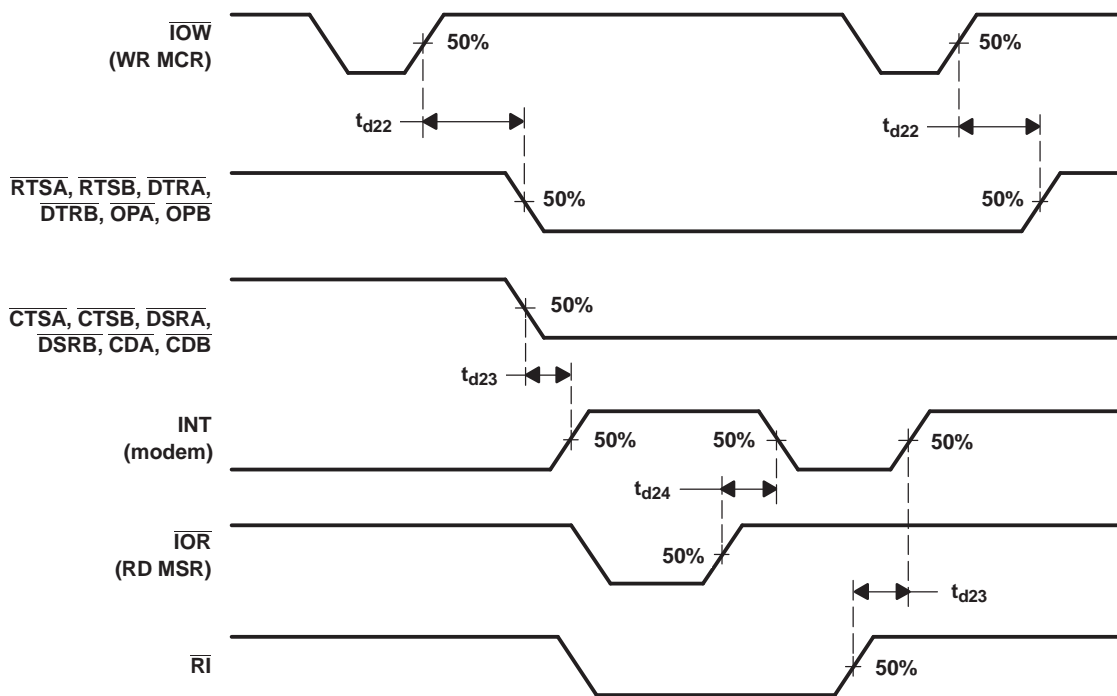 IOW
(WR MCR)
50%
50%
td22
td22
RTSA, RTSB, DTRA,
DTRB, OPA, OPB
50%
50%
CTSA, CTSB, DSRA,
DSRB, CDA, CDB
50%
td23
INT
(modem)
50%
50%
50%
td24
IOR
(RD MSR)
50%
td23
RI
50%